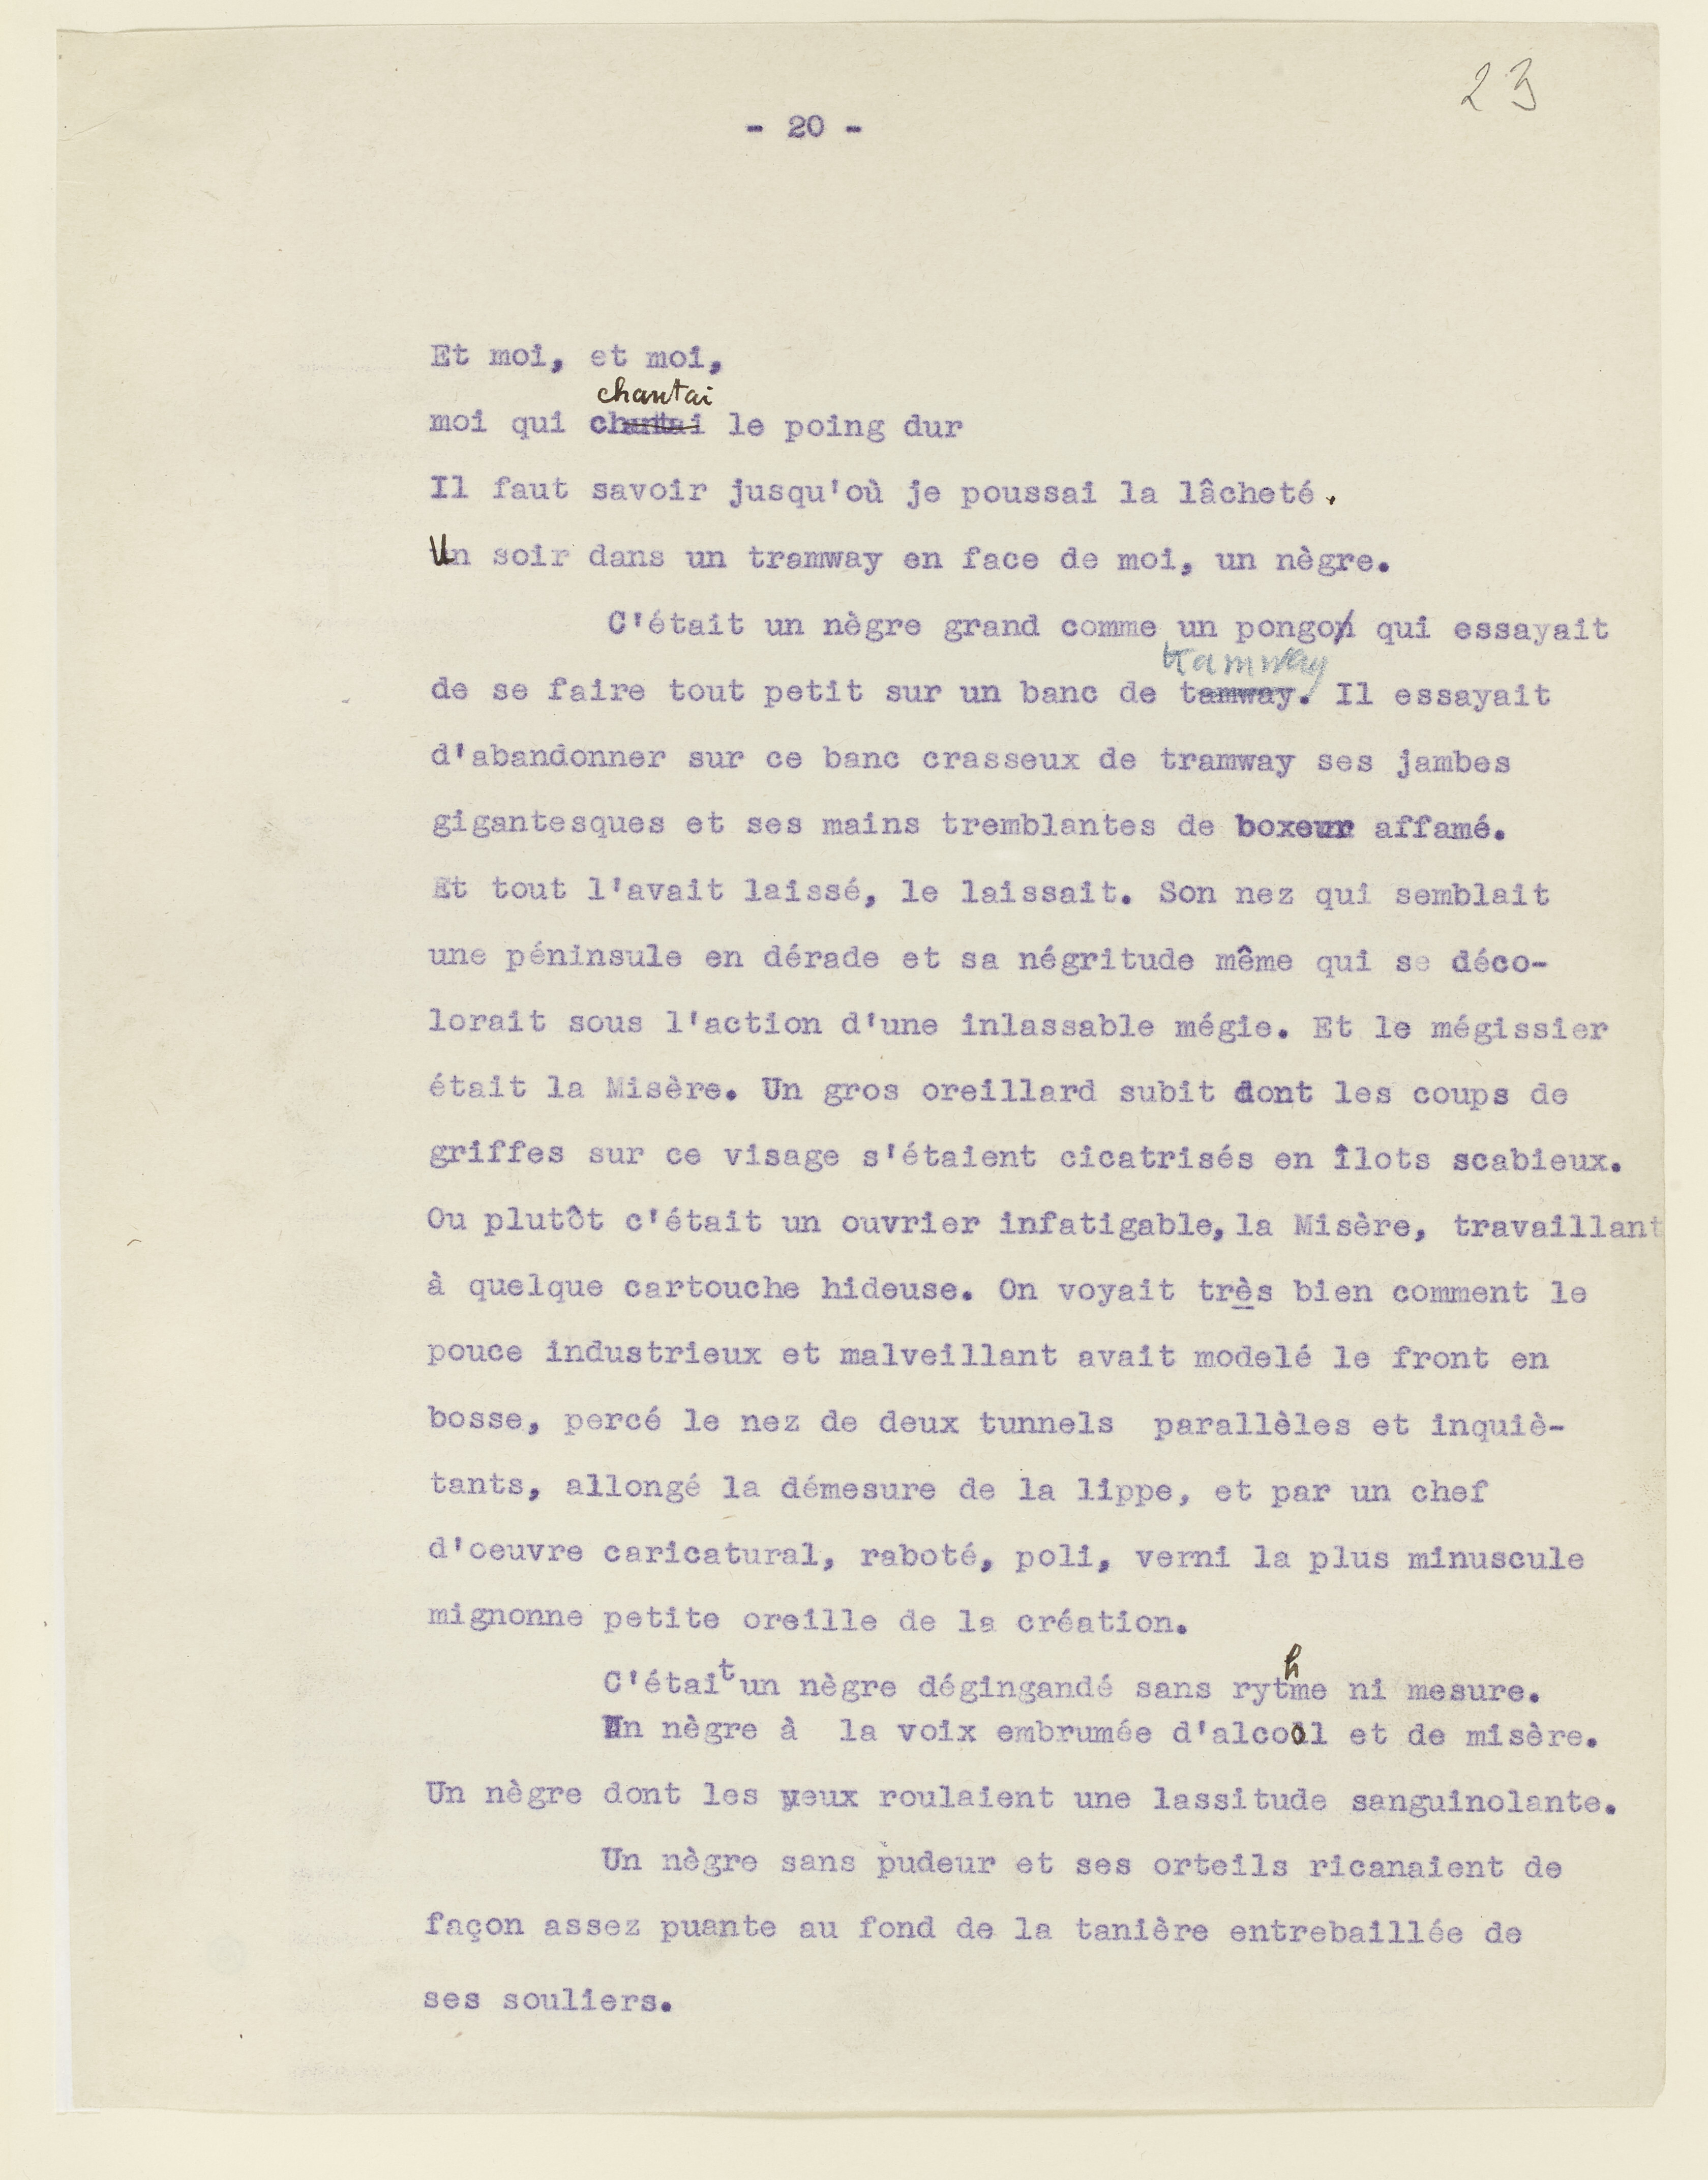 23
- 20 -
Et moi, et moi,
chantai
moi qui chantai le poing dur
Il faut savoir jusqu'où je poussai la lâcheté.
Un soir dans un tramway en face de moi, un nègre.
C'était un nègre grand comme un pongo qui essayait
tramway
de se faire tout petit sur un banc de tamway. Il essayait
d'abandonner sur ce banc crasseux de tramway ses jambes
gigantesques et ses mains tremblantes de boxeur affamé.
Et tout l'avait laissé, le laissait. Son nez qui semblait
une péninsule en dérade et sa négritude même qui se déco-
lorait sous l'action d'une inlassable mégie. Et le mégissier
était la Misère. Un gros oreillard subit dont les coups de
griffes sur ce visage s'étaient cicatrisés en îlots scabieux.
Ou plutôt c'était un ouvrier infatigable, la Misère, travaillant
à quelque cartouche hideuse. On voyait très bien comment le
pouce industrieux et malveillant avait modelé le front en
bosse, percé le nez de deux tunnels parallèles et inquiè-
tants, allongé la démesure de la lippe, et par un chef
d'oeuvre caricatural, raboté, poli, verni la plus minuscule
mignonne petite oreille de la création.
C'était un nègre dégingandé sans rythme ni mesure.
Un nègre à la voix embrumée d'alcool et de misère.
Un nègre dont les yeux roulaient une lassitude sanguinolante.
Un nègre sans pudeur et ses orteils ricanaient de
façon assez puante au fond de la tanière entrebaillée de
ses souliers.